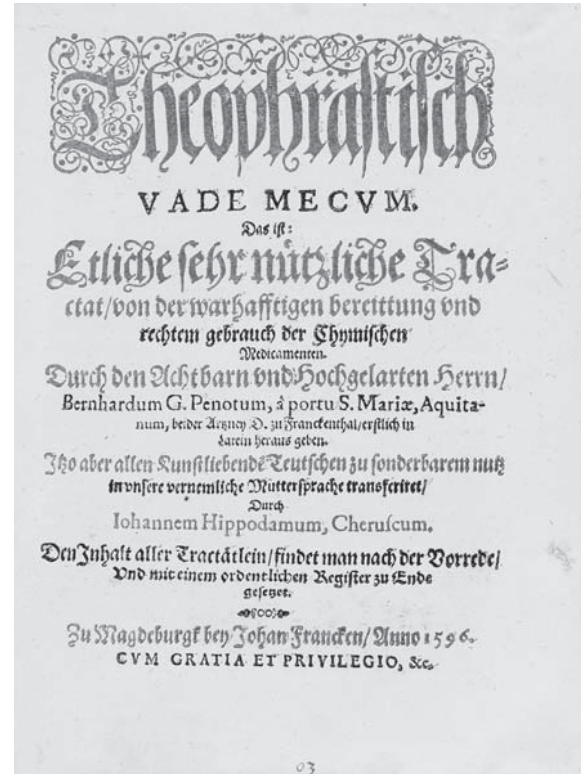 Theophrastisch
VADE MECVM.
Das ist:
Etliche sehr nützliche Tra-
ctat/von der warhafftigen bereittung vnd
rechtem gebrauch der Chymischen
Medicamenten.
Durch den Achtbarn vnd Hochgelarten Herrn/
Bernhardum G. Penotum, â portu S. Mariæ, Aquita-
num, beider Artzney D. zu Franckenthal/erstlich in
Latein heraus geben.
Itzo aber allen Kunstliebendē Teutschen zu sonderbarem nutz
in vnsere vernemliche Müttersprache transferiret/
Durch
Iohannem Hippodamum, Cheruscum.
Den Inhalt aller Tractätlein/findet man nach der Vorrede/
Vnd mit einem ordentlichen Register zu Ende
gesetzet.
Zu Magdeburgk bey Johan Francken/Anno 1596.
CVM GRATIA ET PRIVILEGIO, &c.
03